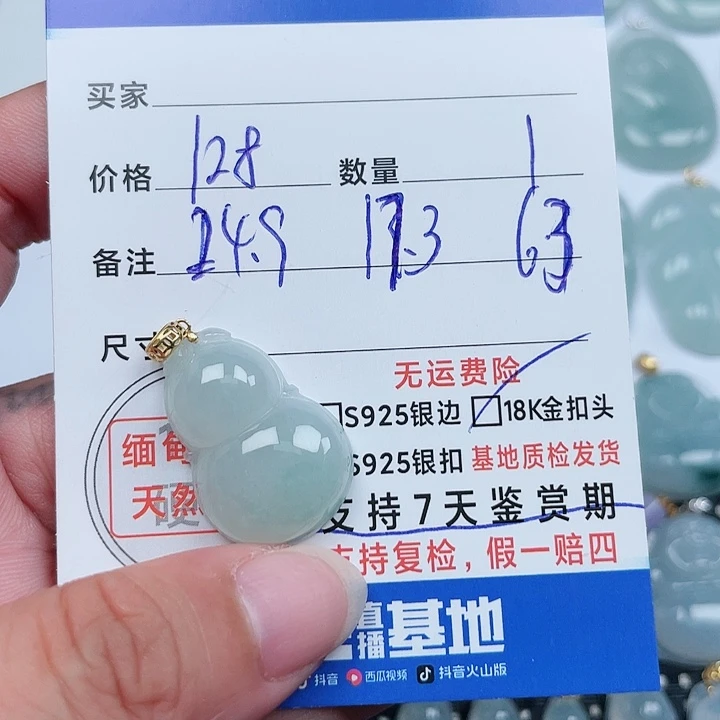 买家
价格 128 数量 1
备注 24.9 17.3 63
尺寸
无运费险
S925银边 18K金扣头
缅甸 S925银扣 基地质检发货
天然 支持7天鉴赏期
支持复检，假一赔四
直播基地
抖音 西瓜视频 抖音火山版